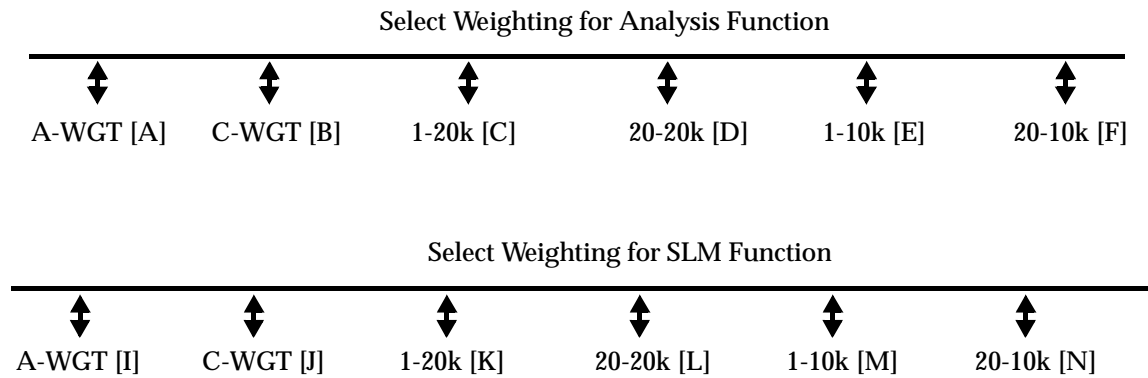 Select Weighting for Analysis Function
A-WGT [A] C-WGT [B] 1-20k [C] 20-20k [D] 1-10k [E] 20-10k [F]
Select Weighting for SLM Function
A-WGT [I] C-WGT [J] 1-20k [K] 20-20k [L] 1-10k [M] 20-10k [N]